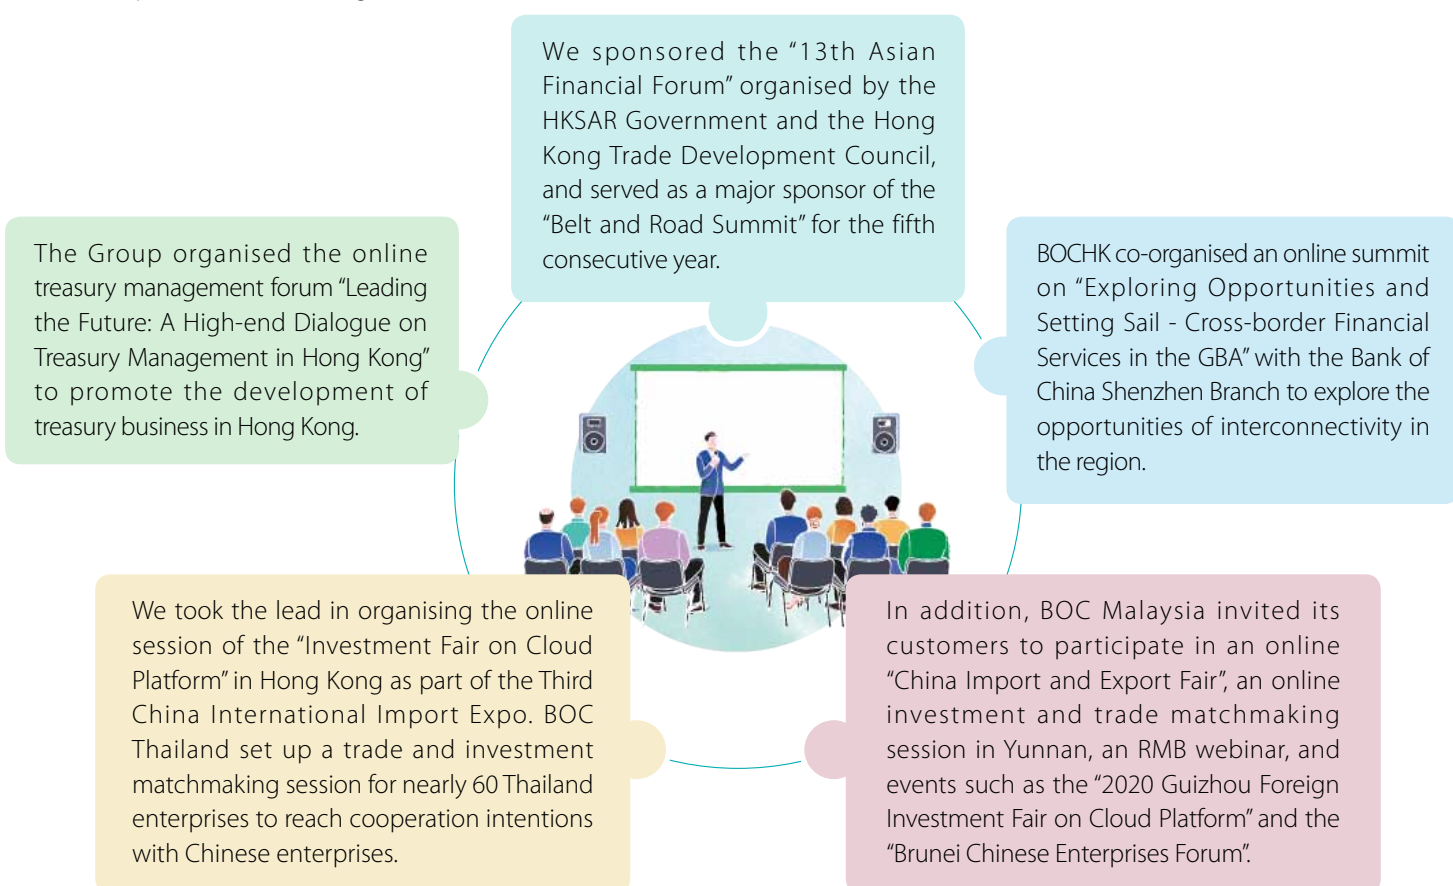 We sponsored the “13th Asian
Financial Forum” organised by the
HKSAR Government and the Hong
Kong Trade Development Council,
and served as a major sponsor of the
“Belt and Road Summit” for the fifth
consecutive year.
The Group organised the online
treasury management forum “Leading
the Future: A High-end Dialogue on
Treasury Management in Hong Kong”
to promote the development of
treasury business in Hong Kong.
BOCHK co-organised an online summit
on “Exploring Opportunities and
Setting Sail - Cross-border Financial
Services in the GBA” with the Bank of
China Shenzhen Branch to explore the
opportunities of interconnectivity in
the region.
We took the lead in organising the online
session of the “Investment Fair on Cloud
Platform” in Hong Kong as part of the Third
China International Import Expo. BOC
Thailand set up a trade and investment
matchmaking session for nearly 60 Thailand
enterprises to reach cooperation intentions
with Chinese enterprises.
In addition, BOC Malaysia invited its
customers to participate in an online
“China Import and Export Fair”, an online
investment and trade matchmaking
session in Yunnan, an RMB webinar, and
events such as the “2020 Guizhou Foreign
Investment Fair on Cloud Platform” and the
“Brunei Chinese Enterprises Forum”.